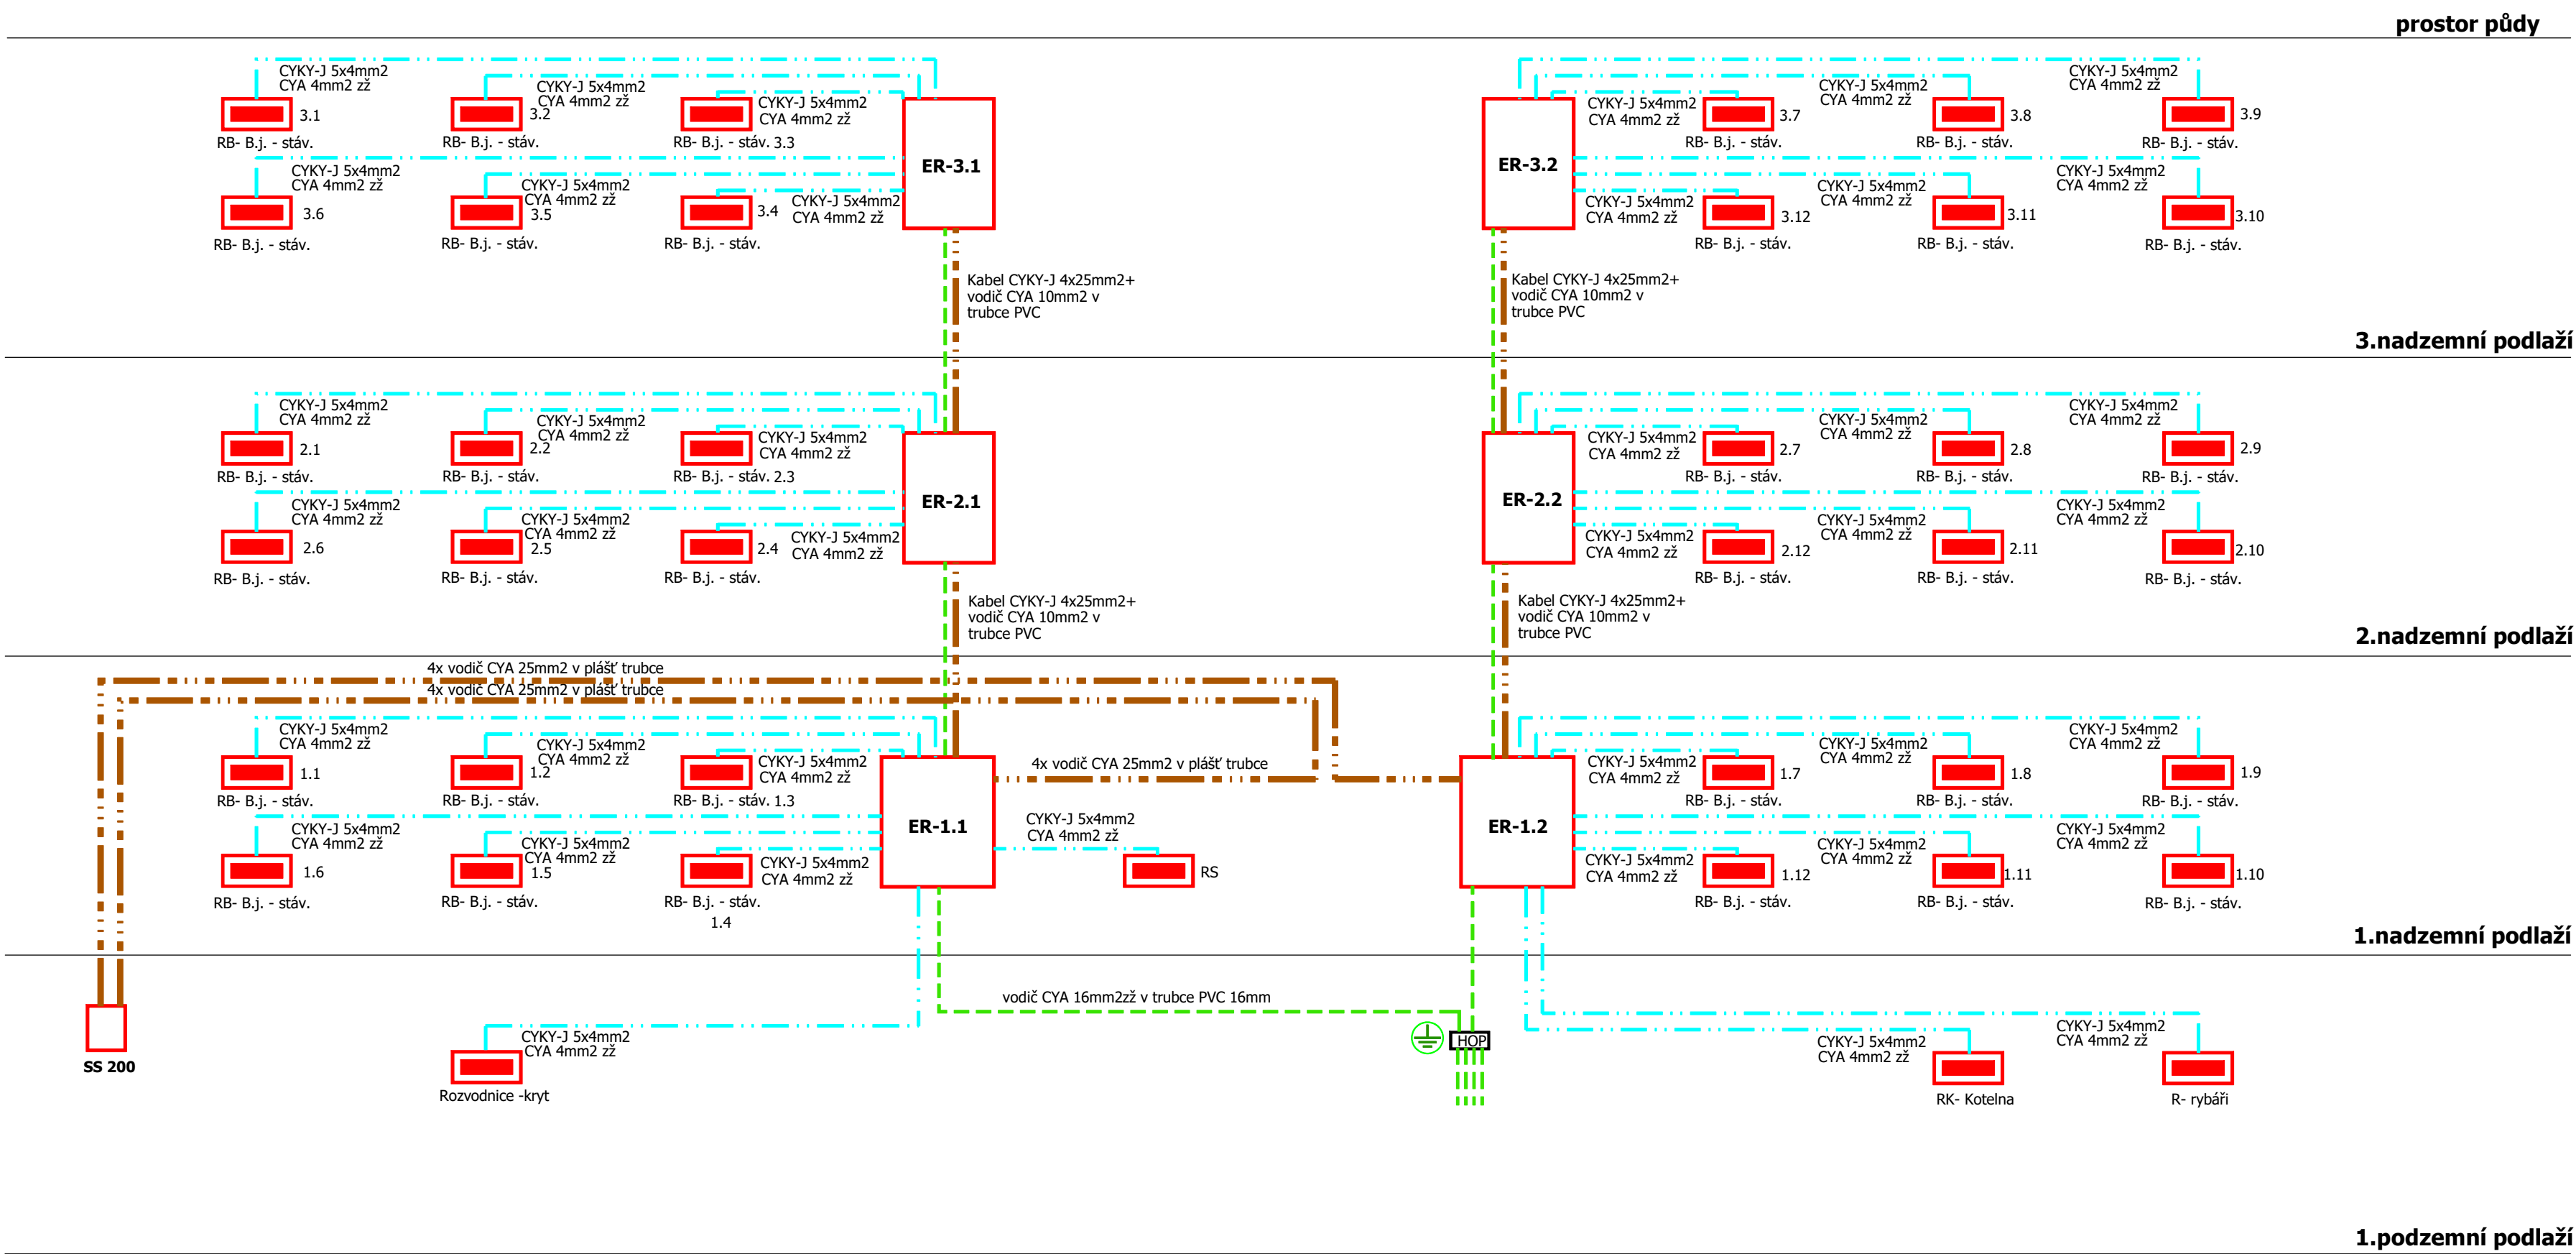 prostor půdy
CYKY-J 5x4mm2
CYA 4mm2 zž
CYKY-J 5x4mm2
CYA 4mm2 zž
CYKY-J 5x4mm2
CYA 4mm2 zž
3.1
3.2
RB- B.j. - stáv.
RB- B.j. - stáv.
RB- B.j. - stáv. 3.3
ER-3.1
CYKY-J 5x4mm2
CYA 4mm2 zž
CYKY-J 5x4mm2
CYA 4mm2 zž
CYKY-J 5x4mm2
CYA 4mm2 zž
3.6
3.5
3.4
RB- B.j. - stáv.
RB- B.j. - stáv.
RB- B.j. - stáv.
CYKY-J 5x4mm2
CYA 4mm2 zž
CYKY-J 5x4mm2
CYA 4mm2 zž
CYKY-J 5x4mm2
CYA 4mm2 zž
3.7
3.8
3.9
RB- B.j. - stáv.
RB- B.j. - stáv.
RB- B.j. - stáv.
ER-3.2
CYKY-J 5x4mm2
CYA 4mm2 zž
CYKY-J 5x4mm2
CYA 4mm2 zž
CYKY-J 5x4mm2
CYA 4mm2 zž
3.12
3.11
3.10
RB- B.j. - stáv.
RB- B.j. - stáv.
RB- B.j. - stáv.
Kabel CYKY-J 4x25mm2+
vodič CYA 10mm2 v
trubce PVC
Kabel CYKY-J 4x25mm2+
vodič CYA 10mm2 v
trubce PVC
3.nadzemní podlaží
CYKY-J 5x4mm2
CYA 4mm2 zž
CYKY-J 5x4mm2
CYA 4mm2 zž
CYKY-J 5x4mm2
CYA 4mm2 zž
2.1
2.2
RB- B.j. - stáv.
RB- B.j. - stáv.
RB- B.j. - stáv. 2.3
ER-2.1
CYKY-J 5x4mm2
CYA 4mm2 zž
CYKY-J 5x4mm2
CYA 4mm2 zž
CYKY-J 5x4mm2
CYA 4mm2 zž
2.6
2.5
2.4
RB- B.j. - stáv.
RB- B.j. - stáv.
RB- B.j. - stáv.
CYKY-J 5x4mm2
CYA 4mm2 zž
CYKY-J 5x4mm2
CYA 4mm2 zž
CYKY-J 5x4mm2
CYA 4mm2 zž
2.7
2.8
2.9
RB- B.j. - stáv.
RB- B.j. - stáv.
RB- B.j. - stáv.
ER-2.2
CYKY-J 5x4mm2
CYA 4mm2 zž
CYKY-J 5x4mm2
CYA 4mm2 zž
CYKY-J 5x4mm2
CYA 4mm2 zž
2.12
2.11
2.10
RB- B.j. - stáv.
RB- B.j. - stáv.
RB- B.j. - stáv.
Kabel CYKY-J 4x25mm2+
vodič CYA 10mm2 v
trubce PVC
Kabel CYKY-J 4x25mm2+
vodič CYA 10mm2 v
trubce PVC
2.nadzemní podlaží
4x vodič CYA 25mm2 v plášť trubce
4x vodič CYA 25mm2 v plášť trubce
CYKY-J 5x4mm2
CYA 4mm2 zž
CYKY-J 5x4mm2
CYA 4mm2 zž
CYKY-J 5x4mm2
CYA 4mm2 zž
1.1
1.2
RB- B.j. - stáv.
RB- B.j. - stáv.
RB- B.j. - stáv. 1.3
4x vodič CYA 25mm2 v plášť trubce
ER-1.1
CYKY-J 5x4mm2
CYA 4mm2 zž
RS
CYKY-J 5x4mm2
CYA 4mm2 zž
CYKY-J 5x4mm2
CYA 4mm2 zž
CYKY-J 5x4mm2
CYA 4mm2 zž
1.6
1.5
RB- B.j. - stáv.
RB- B.j. - stáv.
RB- B.j. - stáv.
1.4
CYKY-J 5x4mm2
CYA 4mm2 zž
CYKY-J 5x4mm2
CYA 4mm2 zž
CYKY-J 5x4mm2
CYA 4mm2 zž
1.7
1.8
1.9
RB- B.j. - stáv.
RB- B.j. - stáv.
RB- B.j. - stáv.
ER-1.2
CYKY-J 5x4mm2
CYA 4mm2 zž
CYKY-J 5x4mm2
CYA 4mm2 zž
CYKY-J 5x4mm2
CYA 4mm2 zž
1.12
1.11
1.10
RB- B.j. - stáv.
RB- B.j. - stáv.
RB- B.j. - stáv.
1.nadzemní podlaží
vodič CYA 16mm2zž v trubce PVC 16mm
SS 200
CYKY-J 5x4mm2
CYA 4mm2 zž
Rozvodnice -kryt
HOP
CYKY-J 5x4mm2
CYA 4mm2 zž
RK- Kotelna
CYKY-J 5x4mm2
CYA 4mm2 zž
R- rybáři
1.podzemní podlaží